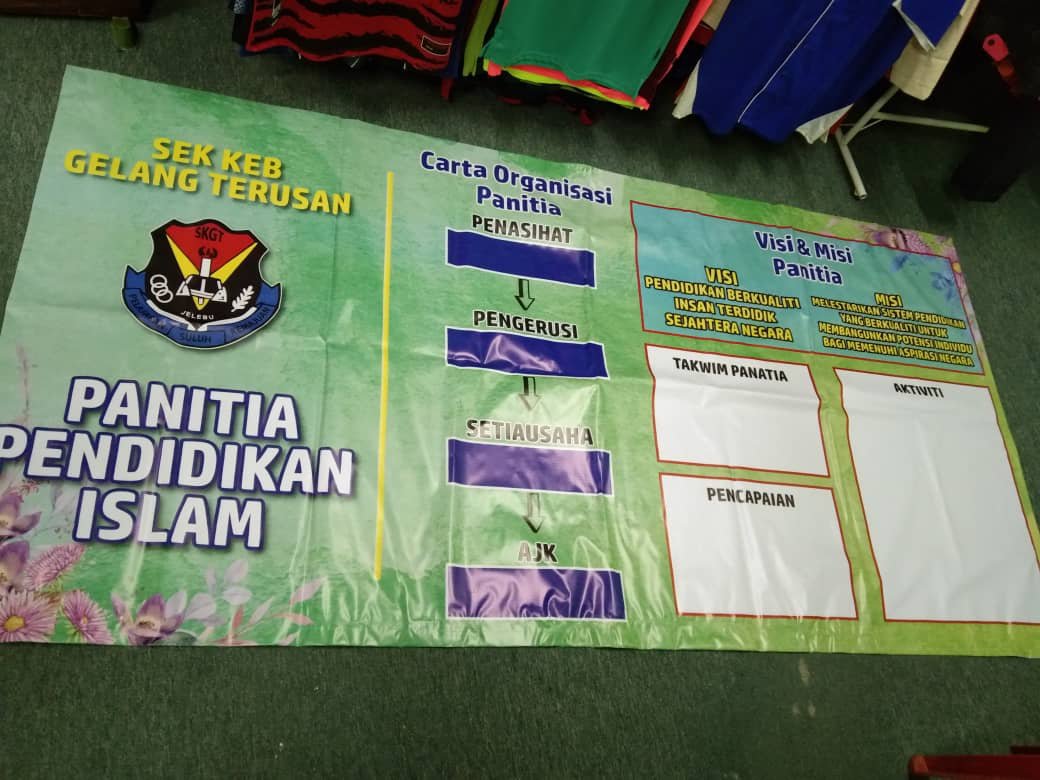 SEK KEB
GELANG TERUSAN
SKGT
JELEBU
SULUH
PANITIA
PENDIDIKAN
ISLAM
Carta Organisasi
Panitia
PENASIHAT
PENGERUSI
SETIAUSAHA
AJK
Visi & Misi
Panitia
VISI
PENDIDIKAN BERKUALITI
INSAN TERDIDIK
SEJAHTERA NEGARA
MISI
MELESTARIKAN SISTEM PENDIDIKAN
YANG BERKUALITI UNTUK
MEMBANGUNKAN POTENSI INDIVIDU
BAGI MEMENUHI ASPIRASI NEGARA
TAKWIM PANATIA
PENCAPAIAN
AKTIVITI